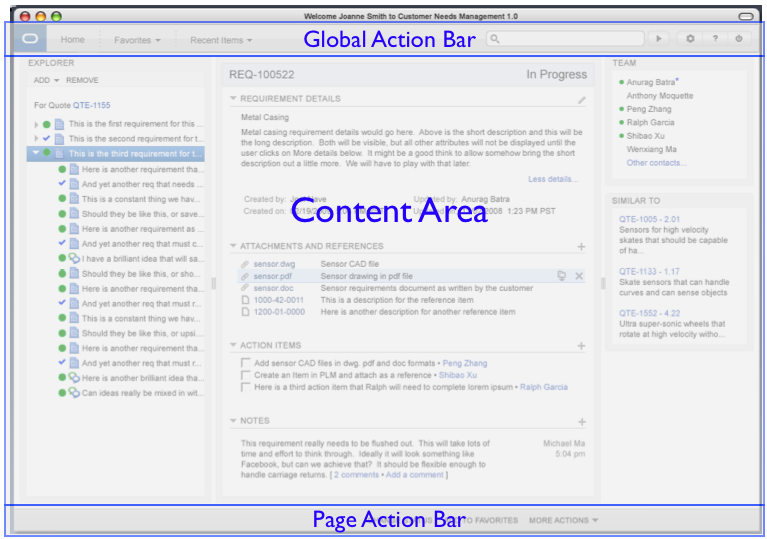 Welcome Joanne Smith to Customer Needs Management 1.0
Home Favorites Recent Items
Global Action Bar
?
EXPLORER
ADD REMOVE
For Quote QTE-1155
This is the first requirement for this ...
This is the second requirement for t...
This is the third requirement for t...
Here is another requirement tha...
And yet another req that needs ...
This is a constant thing we hav...
Should they be like this, or save...
Here is another requirement as ...
And yet another req that must c...
I have a brilliant idea that will sa...
Should they be like this, or sho...
Here is another requirement tha...
And yet another req that must r...
This is a constant thing we hav...
Should they be like this, or upsi...
Here is another requirement tha...
And yet another req that must r...
Here is another brilliant idea tha...
Can ideas really be mixed in wit...
REQ-100522 In Progress
REQUIREMENT DETAILS
Metal Casing
Metal casing requirement details would go here. Above is the short description and this will be
the long description. Both will be visible, but all other attributes will not be displayed until the
user clicks on More details below. It might be a good think to allow somehow bring the short
description out a little more. We will have to play with that later.
Less details...
Created by: Updated by: Anurag Batra
Created on: 2008 1:23 PM PST
Content Area
ATTACHMENTS AND REFERENCES
sensor.dwg Sensor CAD file
sensor.pdf Sensor drawing in pdf file
sensor.doc Sensor requirements document as written by the customer
1000-42-0011 This is a description for the reference item
1200-01-0000 Here is another description for another reference item
ACTION ITEMS
Add sensor CAD files in dwg. pdf and doc formats • Peng Zhang
Create an Item in PLM and attach as a reference • Shibao Xu
Here is a third action item that Ralph will need to complete lorem ipsum • Ralph Garcia
NOTES
This requirement really needs to be flushed out. This will take lots of
time and effort to think through. Ideally it will look something like
Facebook, but can we achieve that? It should be flexible enough to
handle carriage returns. [ 2 comments • Add a comment ]
Michael Ma
5:04 pm
TEAM
Anurag Batra*
Anthony Moquette
Peng Zhang
Ralph Garcia
Shibao Xu
Wenxiang Ma
Other contacts...
SIMILAR TO
QTE-1005 - 2.01
Sensors for high velocity
skates that should be capable
of ha...
QTE-1133 - 1.17
Skate sensors that can handle
curves and can sense objects
QTE-1552 - 4.22
Ultra super-sonic wheels that
rotate at high velocity witho...
Page Action Bar
TO FAVORITES MORE ACTIONS